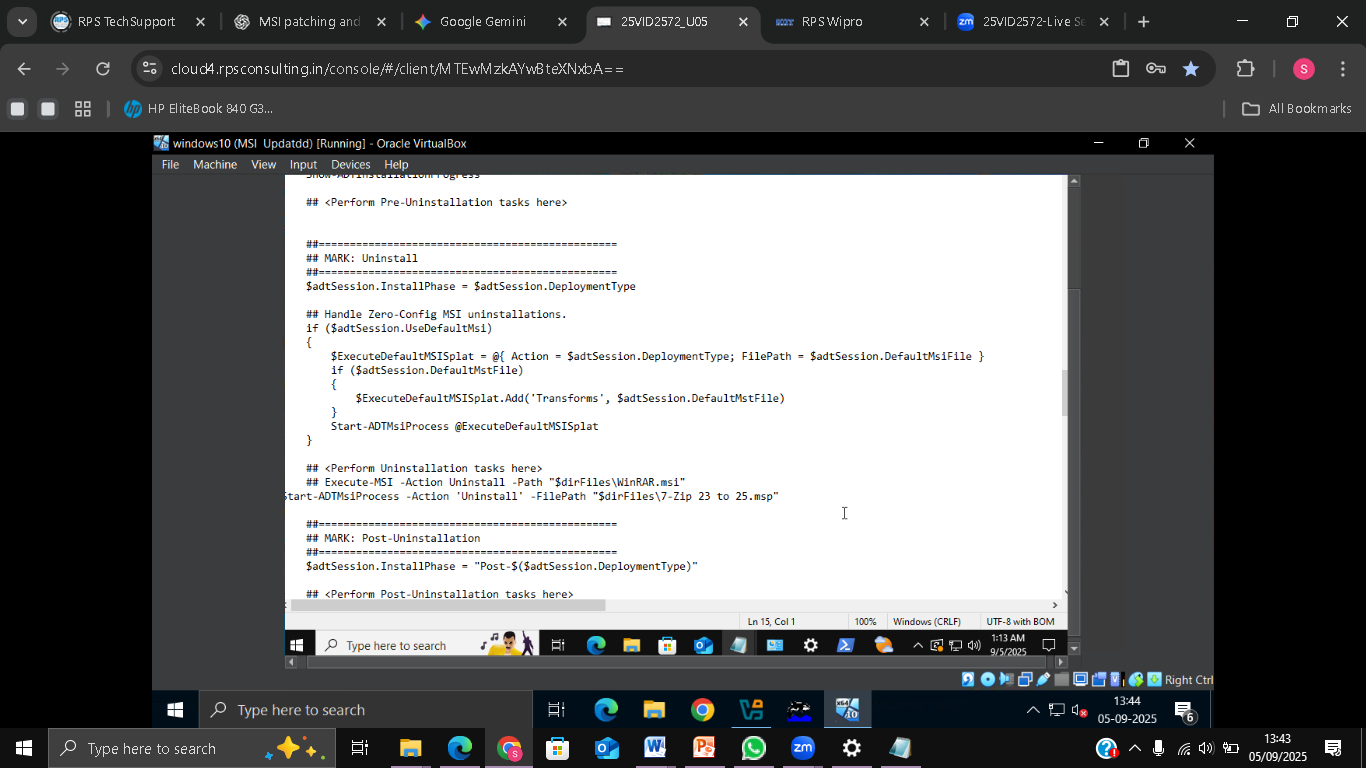 RPS TechSupport
MSI patching and
Google Gemini
25VID2572_U05
RPS Wipro
zm
25VID2572-Live Se
cloud4.rpsconsulting.in/console/#/client/MTEwMzkAYwBteXNxbA==
S
HP EliteBook 840 G3...
All Bookmarks
windows10 (MSI Updatdd) [Running] - Oracle VirtualBox
File Machine View Input Devices Help
Show-ADTInstallationProgress
## <Perform Pre-Uninstallation tasks here>
##================================================
## MARK: Uninstall
##================================================
$adtSession.InstallPhase = $adtSession.DeploymentType
## Handle Zero-Config MSI uninstallations.
if ($adtSession.UseDefaultMsi)
{
$ExecuteDefaultMSISplat = @{ Action = $adtSession.DeploymentType; FilePath = $adtSession.DefaultMsiFile }
if ($adtSession.DefaultMstFile)
{
$ExecuteDefaultMSISplat.Add('Transforms', $adtSession.DefaultMstFile)
}
Start-ADTMsiProcess @ExecuteDefaultMSISplat
}
## <Perform Uninstallation tasks here>
## Execute-MSI -Action Uninstall -Path "$dirFiles\WinRAR.msi"
Start-ADTMsiProcess -Action 'Uninstall' -FilePath "$dirFiles\7-Zip 23 to 25.msp"
##================================================
## MARK: Post-Uninstallation
##================================================
$adtSession.InstallPhase = "Post-$($adtSession.DeploymentType)"
## <Perform Post-Uninstallation tasks here>
Ln 15, Col 1
100%
Windows (CRLF)
UTF-8 with BOM
Type here to search
1:13 AM
9/5/2025
Right Ctrl
Type here to search
13:44
05-09-2025
6
Type here to search
13:43
05/09/2025